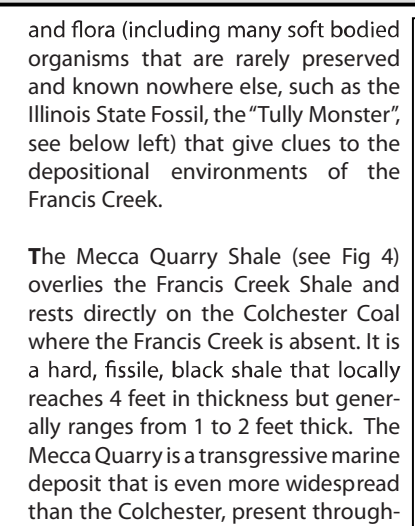 and flora (including many soft bodied
organisms that are rarely preserved
and known nowhere else, such as the
Illinois State Fossil, the “Tully Monster”,
see below left) that give clues to the
depositional environments of the
Francis Creek.

The Mecca Quarry Shale (see Fig 4)
overlies the Francis Creek Shale and
rests directly on the Colchester Coal
where the Francis Creek is absent. It is
a hard, fissile, black shale that locally
reaches 4 feet in thickness but gener-
ally ranges from 1 to 2 feet thick. The
Mecca Quarry is a transgressive marine
deposit that is even more widespread
than the Colchester, present through-